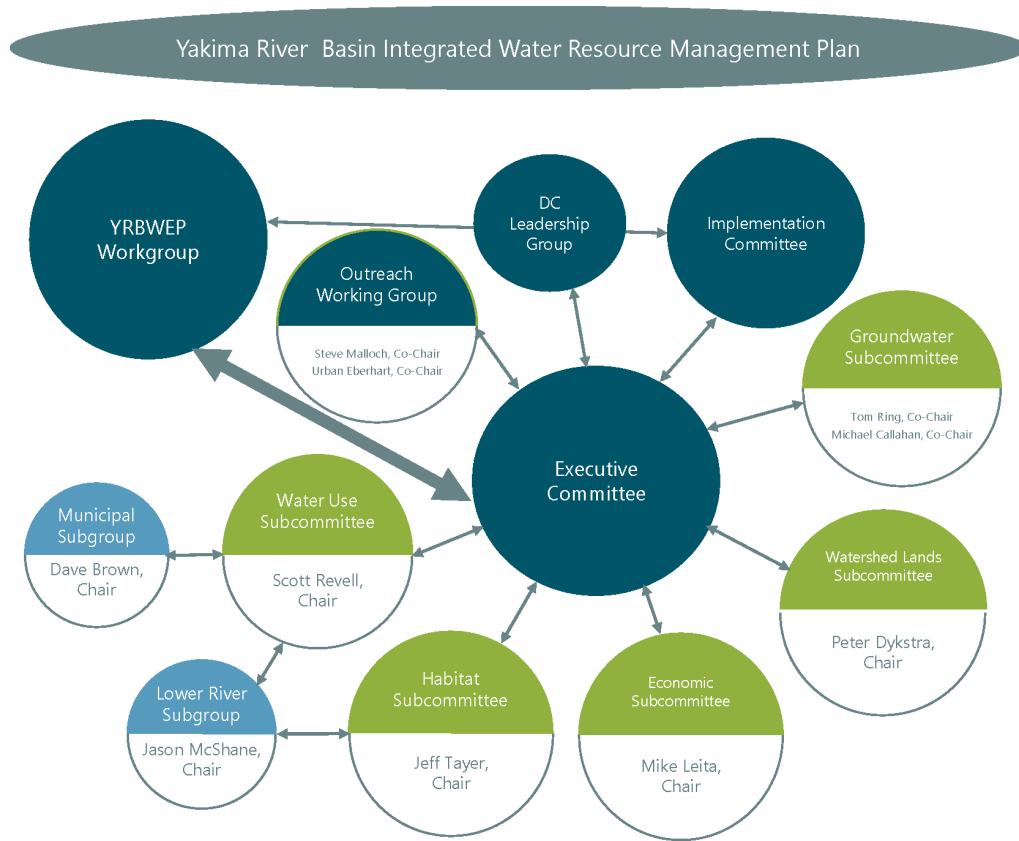 Yakima River  Basin Integrated Water Resource Management Plan
YRBWEP
Workgroup
DC
Leadership
Group
Implementation
Committee
Outreach
Working Group
Steve Malloch, Co-Chair
Urban Eberhart, Co-Chair
Groundwater
Subcommittee
Tom Ring, Co-Chair
Michael Callahan, Co-Chair
Executive
Committee
Municipal
Subgroup
Dave Brown,
Chair
Water Use
Subcommittee
Scott Revell,
Chair
Watershed Lands
Subcommittee
Peter Dykstra,
Chair
Lower River
Subgroup
Jason McShane,
Chair
Habitat
Subcommittee
Jeff Tayer,
Chair
Economic
Subcommittee
Mike Leita,
Chair